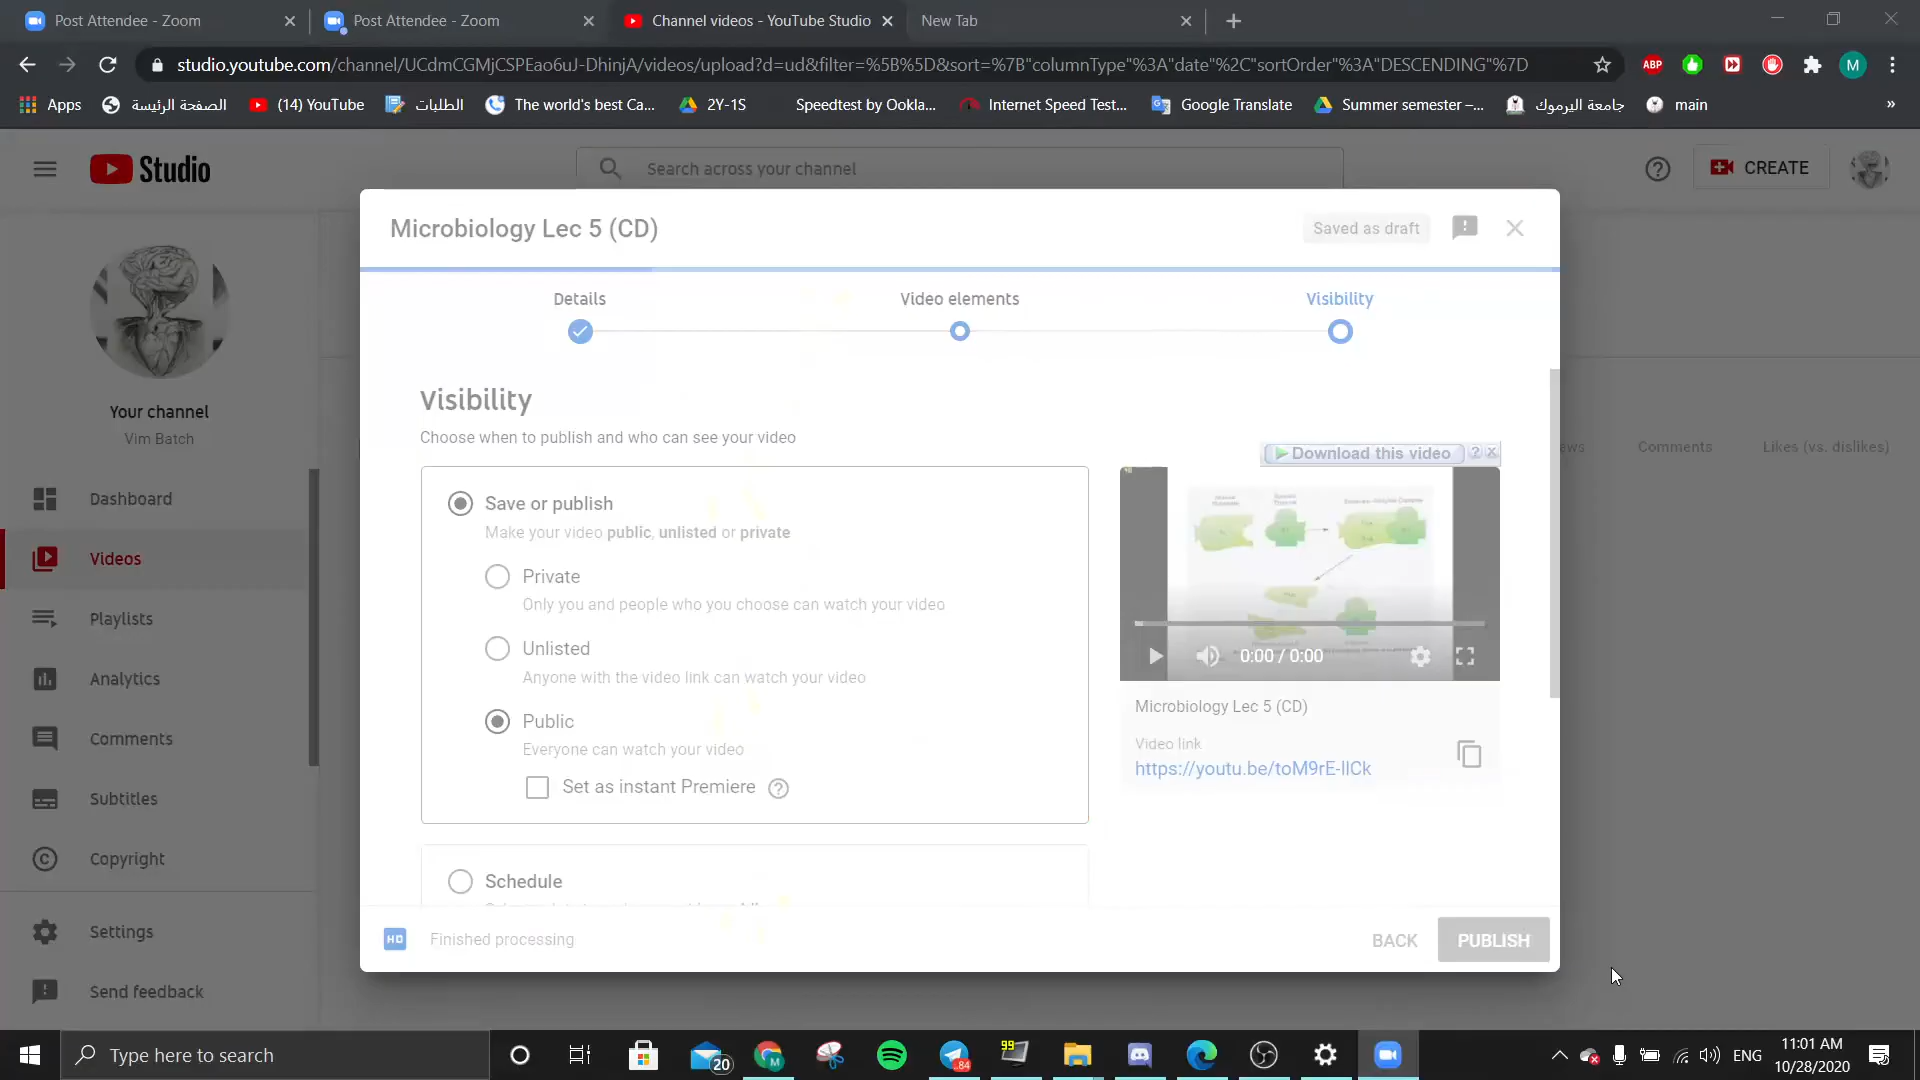 Post Attendee - Zoom
Post Attendee - Zoom
Channel videos - YouTube Studio
New Tab
studio.youtube.com/channel/UCdmCGMjCSPEao6uJ-DhinjA/videos/upload?d=ud&filter=%5B%5D&sort=%7B"columnType"%3A"date"%2C"sortOrder"%3A"DESCENDING"%7D
ABP
M
Apps
الصفحة الرئيسة
(14) YouTube
الطلبات
The world's best Ca...
2Y-1S
Speedtest by Ookla...
Internet Speed Test...
Google Translate
Summer semester –...
جامعة اليرموك
main
»
Studio
Search across your channel
CREATE
Microbiology Lec 5 (CD)
Saved as draft
Details
Video elements
Visibility
Your channel
Vim Batch
Visibility
Choose when to publish and who can see your video
Comments
Likes (vs. dislikes)
Download this video
Save or publish
Make your video public, unlisted or private
Private
Only you and people who you choose can watch your video
Unlisted
Anyone with the video link can watch your video
Public
Everyone can watch your video
Set as instant Premiere
0:00 / 0:00
Microbiology Lec 5 (CD)
Video link
https://youtu.be/toM9rE-lICk
Schedule
HD
Finished processing
BACK
PUBLISH
Dashboard
Videos
Playlists
Analytics
Comments
Subtitles
Copyright
Settings
Send feedback
Type here to search
20
M
84
99
ENG
11:01 AM
10/28/2020